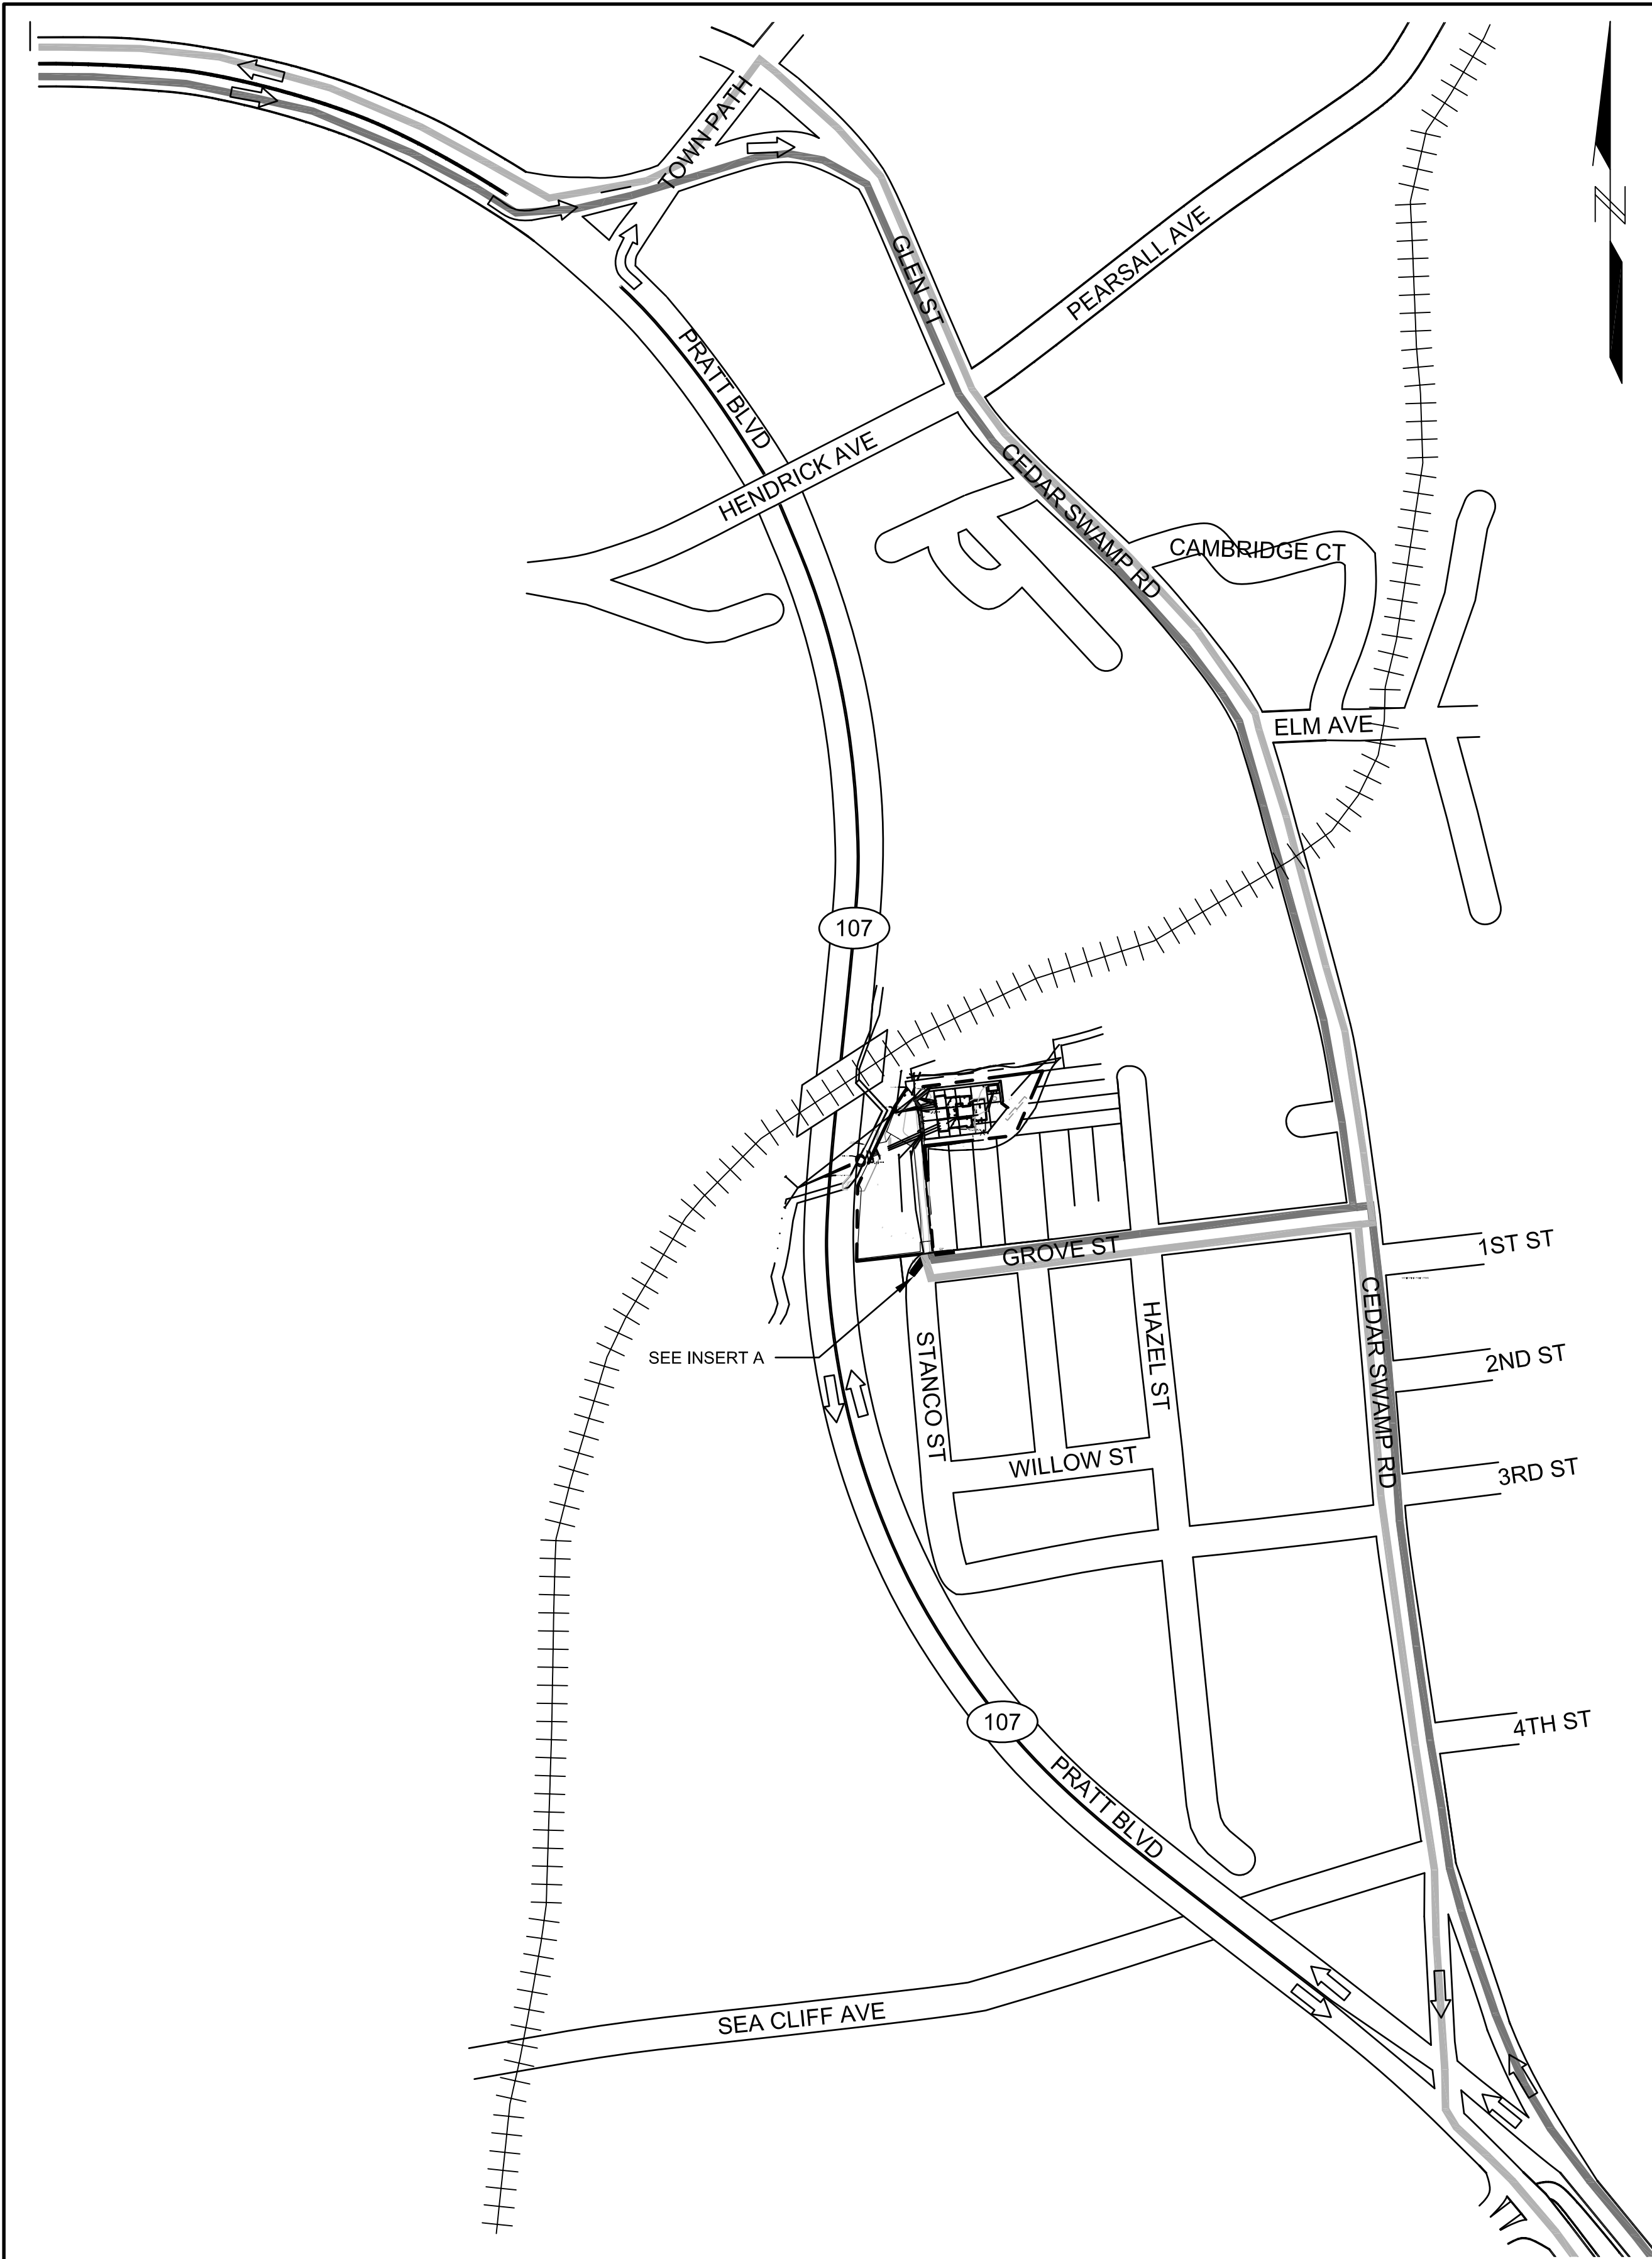 TOWN PATH
N
GLEN ST
PEARSALL AVE
PRATT BLVD
HENDRICK AVE
CEDAR SWAMP RD
CAMBRIDGE CT
ELM AVE
107
GROVE ST
1ST ST
SEE INSERT A
STANCO ST
HAZEL ST
CEDAR SWAMP RD
2ND ST
WILLOW ST
3RD ST
107
4TH ST
PRATT BLVD
SEA CLIFF AVE